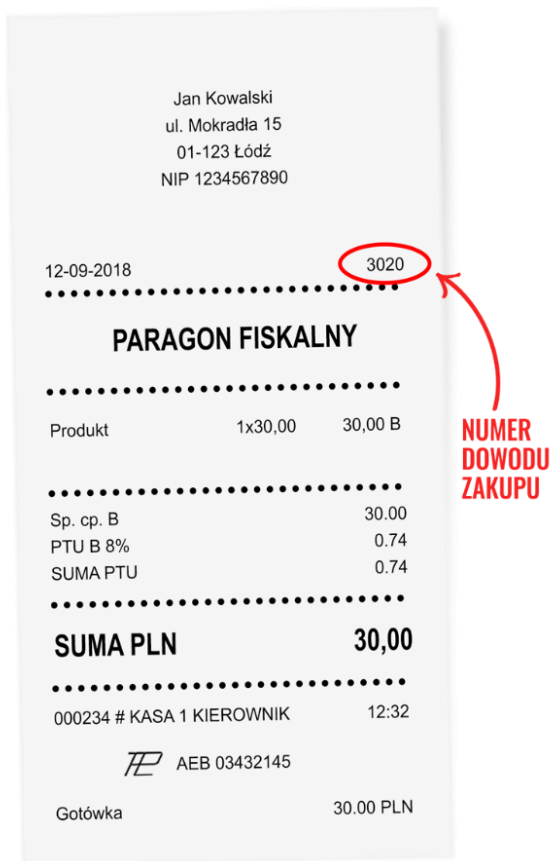 Jan Kowalski
ul. Mokradła 15
01-123 Łódź
NIP 1234567890
12-09-2018 3020
PARAGON FISKALNY
Produkt 1x30,00 30,00 B
Sp. cp. B 30.00
PTU B 8% 0.74
SUMA PTU 0.74
SUMA PLN 30,00
000234 # KASA 1 KIEROWNIK 12:32
AEB 03432145
Gotówka 30.00 PLN
NUMER
DOWODU
ZAKUPU